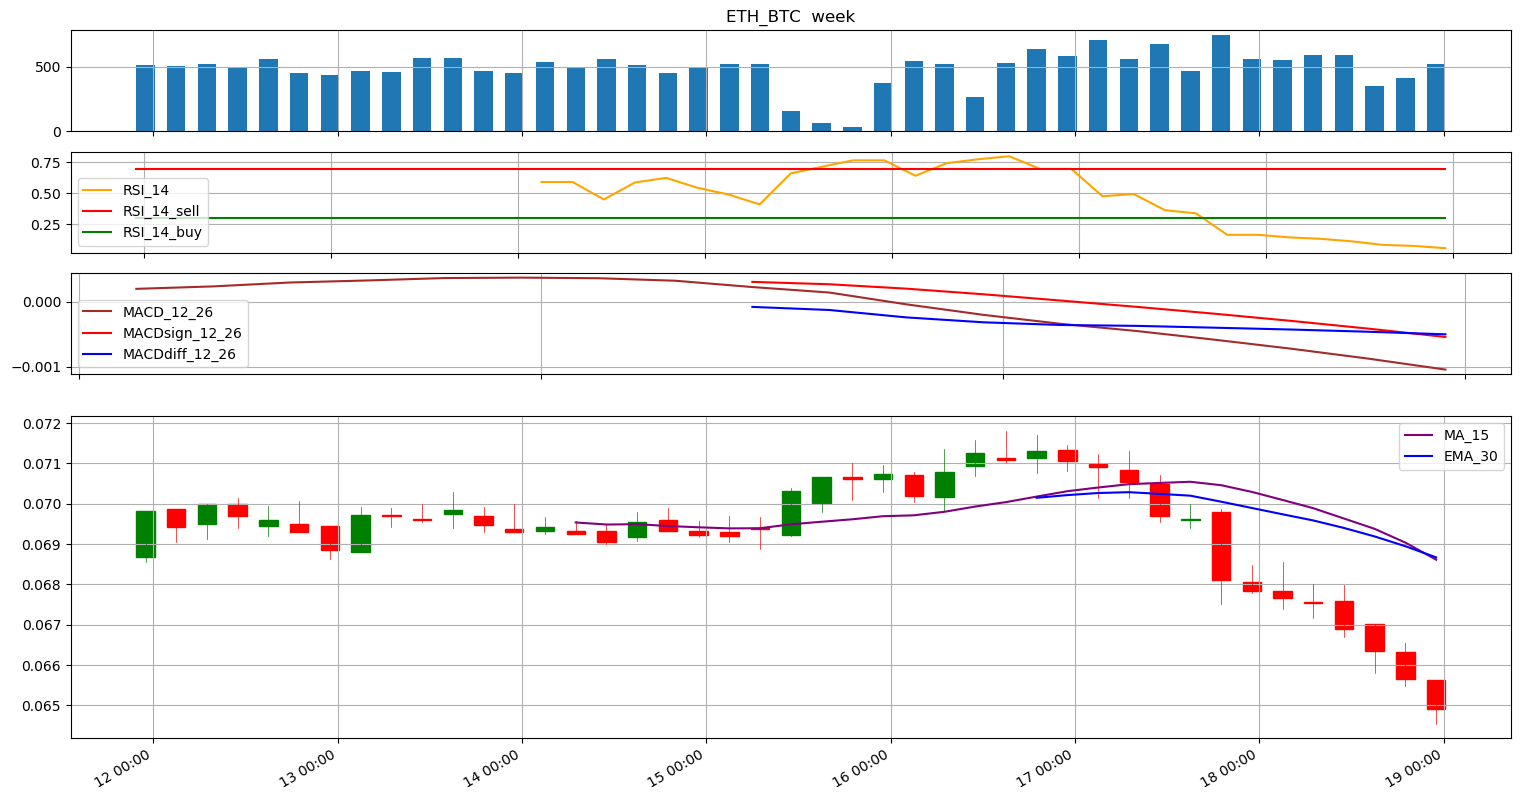 ETH_BTC  week
500
0
0.75
0.50
0.25
RSI_14
RSI_14_sell
RSI_14_buy
0.000
−0.001
MACD_12_26
MACDsign_12_26
MACDdiff_12_26
0.072
0.071
0.070
0.069
0.068
0.067
0.066
0.065
MA_15
EMA_30
12 00:00
13 00:00
14 00:00
15 00:00
16 00:00
17 00:00
18 00:00
19 00:00